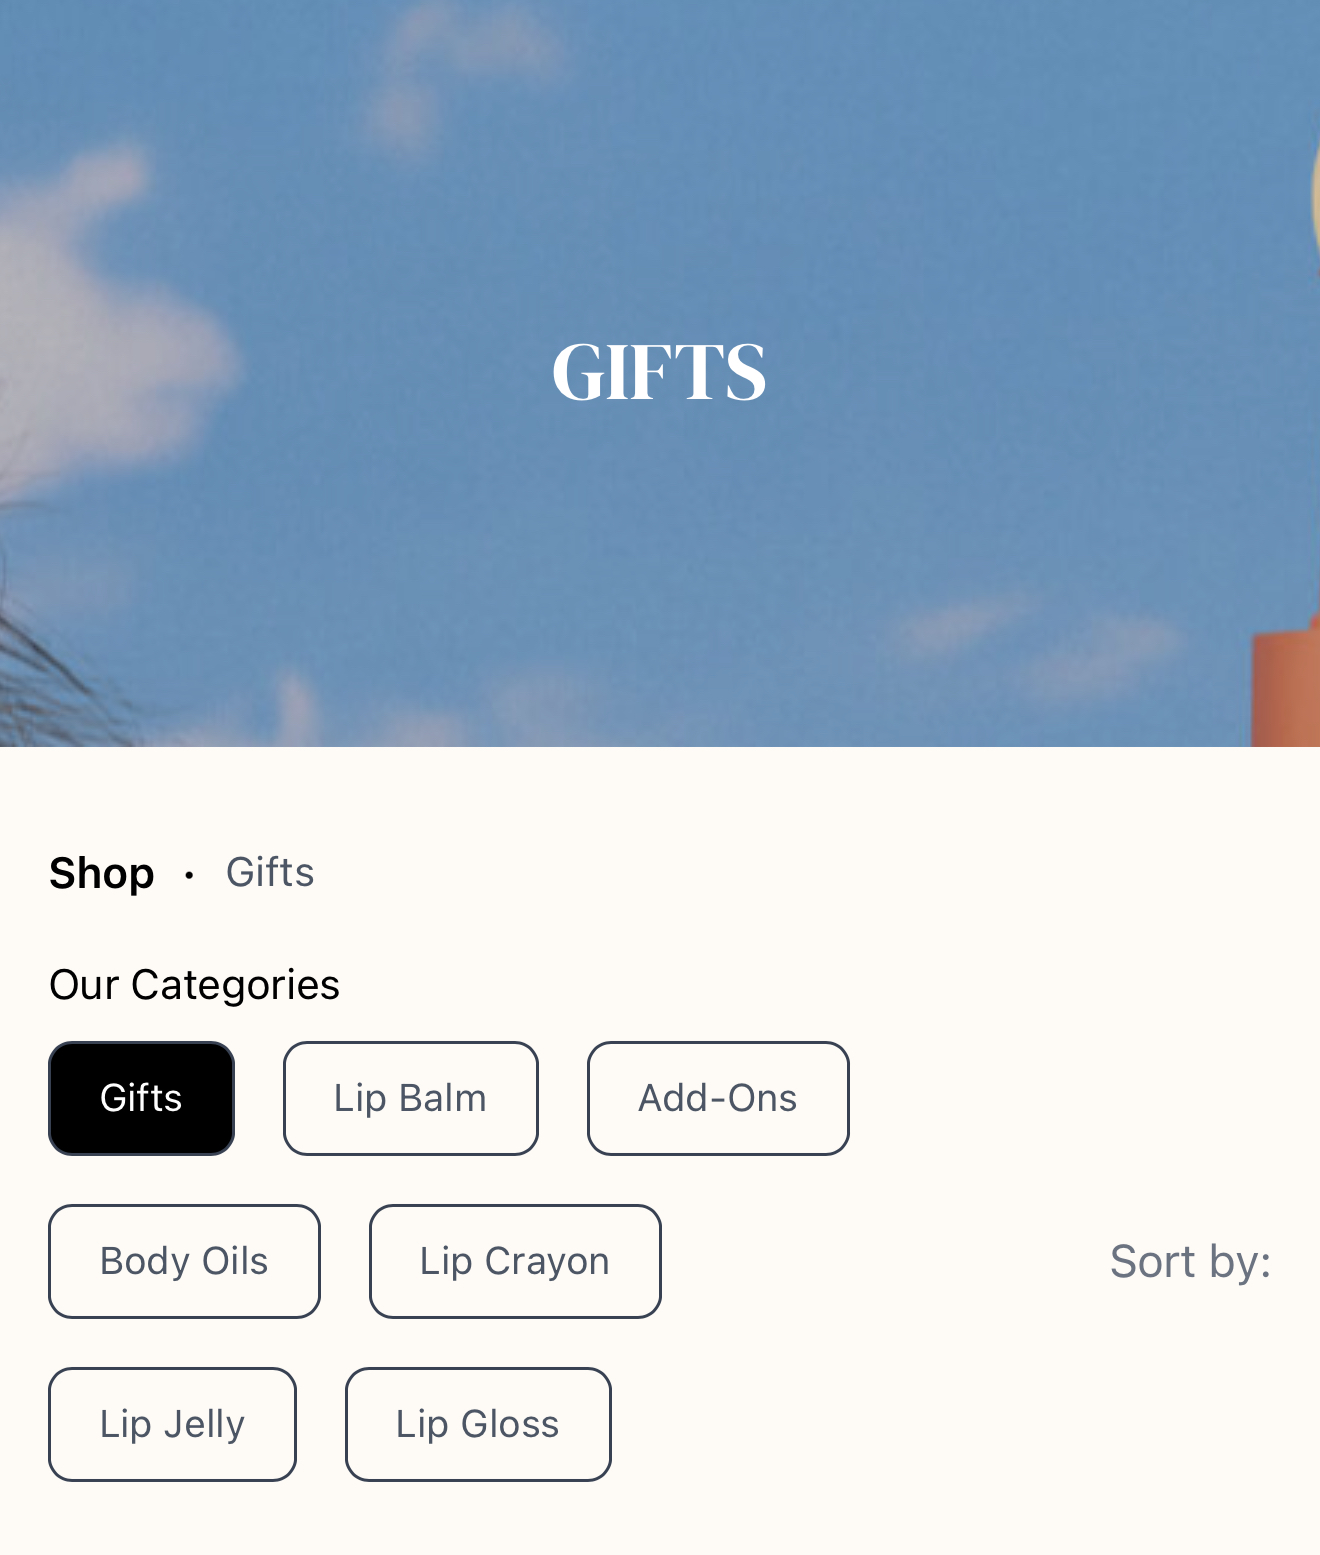 GIFTS
Shop • Gifts
Our Categories
Gifts Lip Balm Add-Ons
Body Oils Lip Crayon
Sort by:
Lip Jelly Lip Gloss